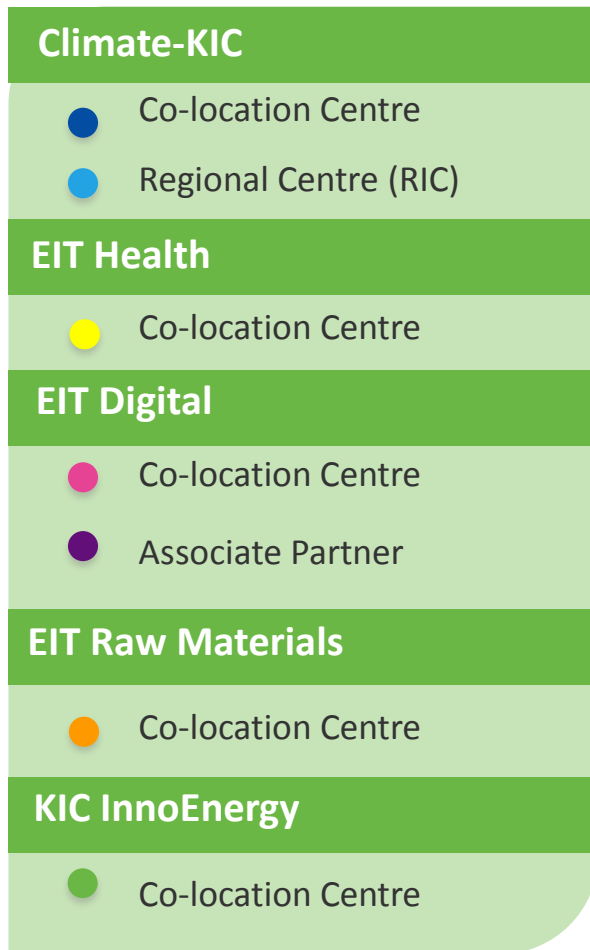 Climate-KIC
Co-location Centre
Regional Centre (RIC)
EIT Health
Co-location Centre
EIT Digital
Co-location Centre
Associate Partner
EIT Raw Materials
Co-location Centre
KIC InnoEnergy
Co-location Centre